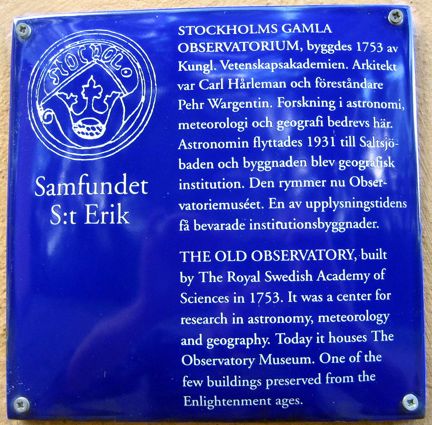 STOCKHOLMS GAMLA
OBSERVATORIUM, byggdes 1753 av
Kungl. Vetenskapsakademien. Arkitekt
var Carl Hårleman och föreståndare
Pehr Wargentin. Forskning i astronomi,
meteorologi och geografi bedrevs här.
Astronomin flyttades 1931 till Saltsjö-
baden och byggnaden blev geografisk
institution. Den rymmer nu Obser-
vatoriemuséet. En av upplysningstidens
få bevarade institutionsbyggnader.
Samfundet
S:t Erik
THE OLD OBSERVATORY, built
by The Royal Swedish Academy of
Sciences in 1753. It was a center for
research in astronomy, meteorology
and geography. Today it houses The
Observatory Museum. One of the
few buildings preserved from the
Enlightenment ages.